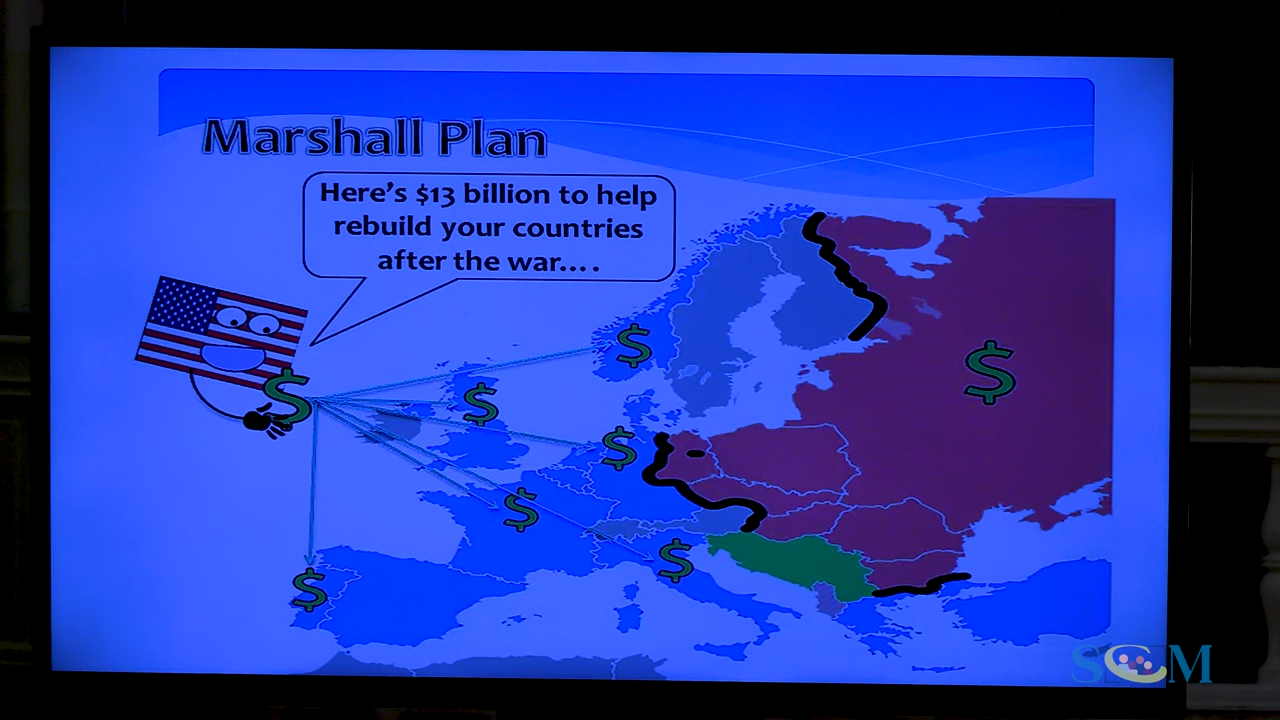 Marshall Plan
Here's $13 billion to help
rebuild your countries
after the war....
$
$
$
$
$
$
$
$
SCM